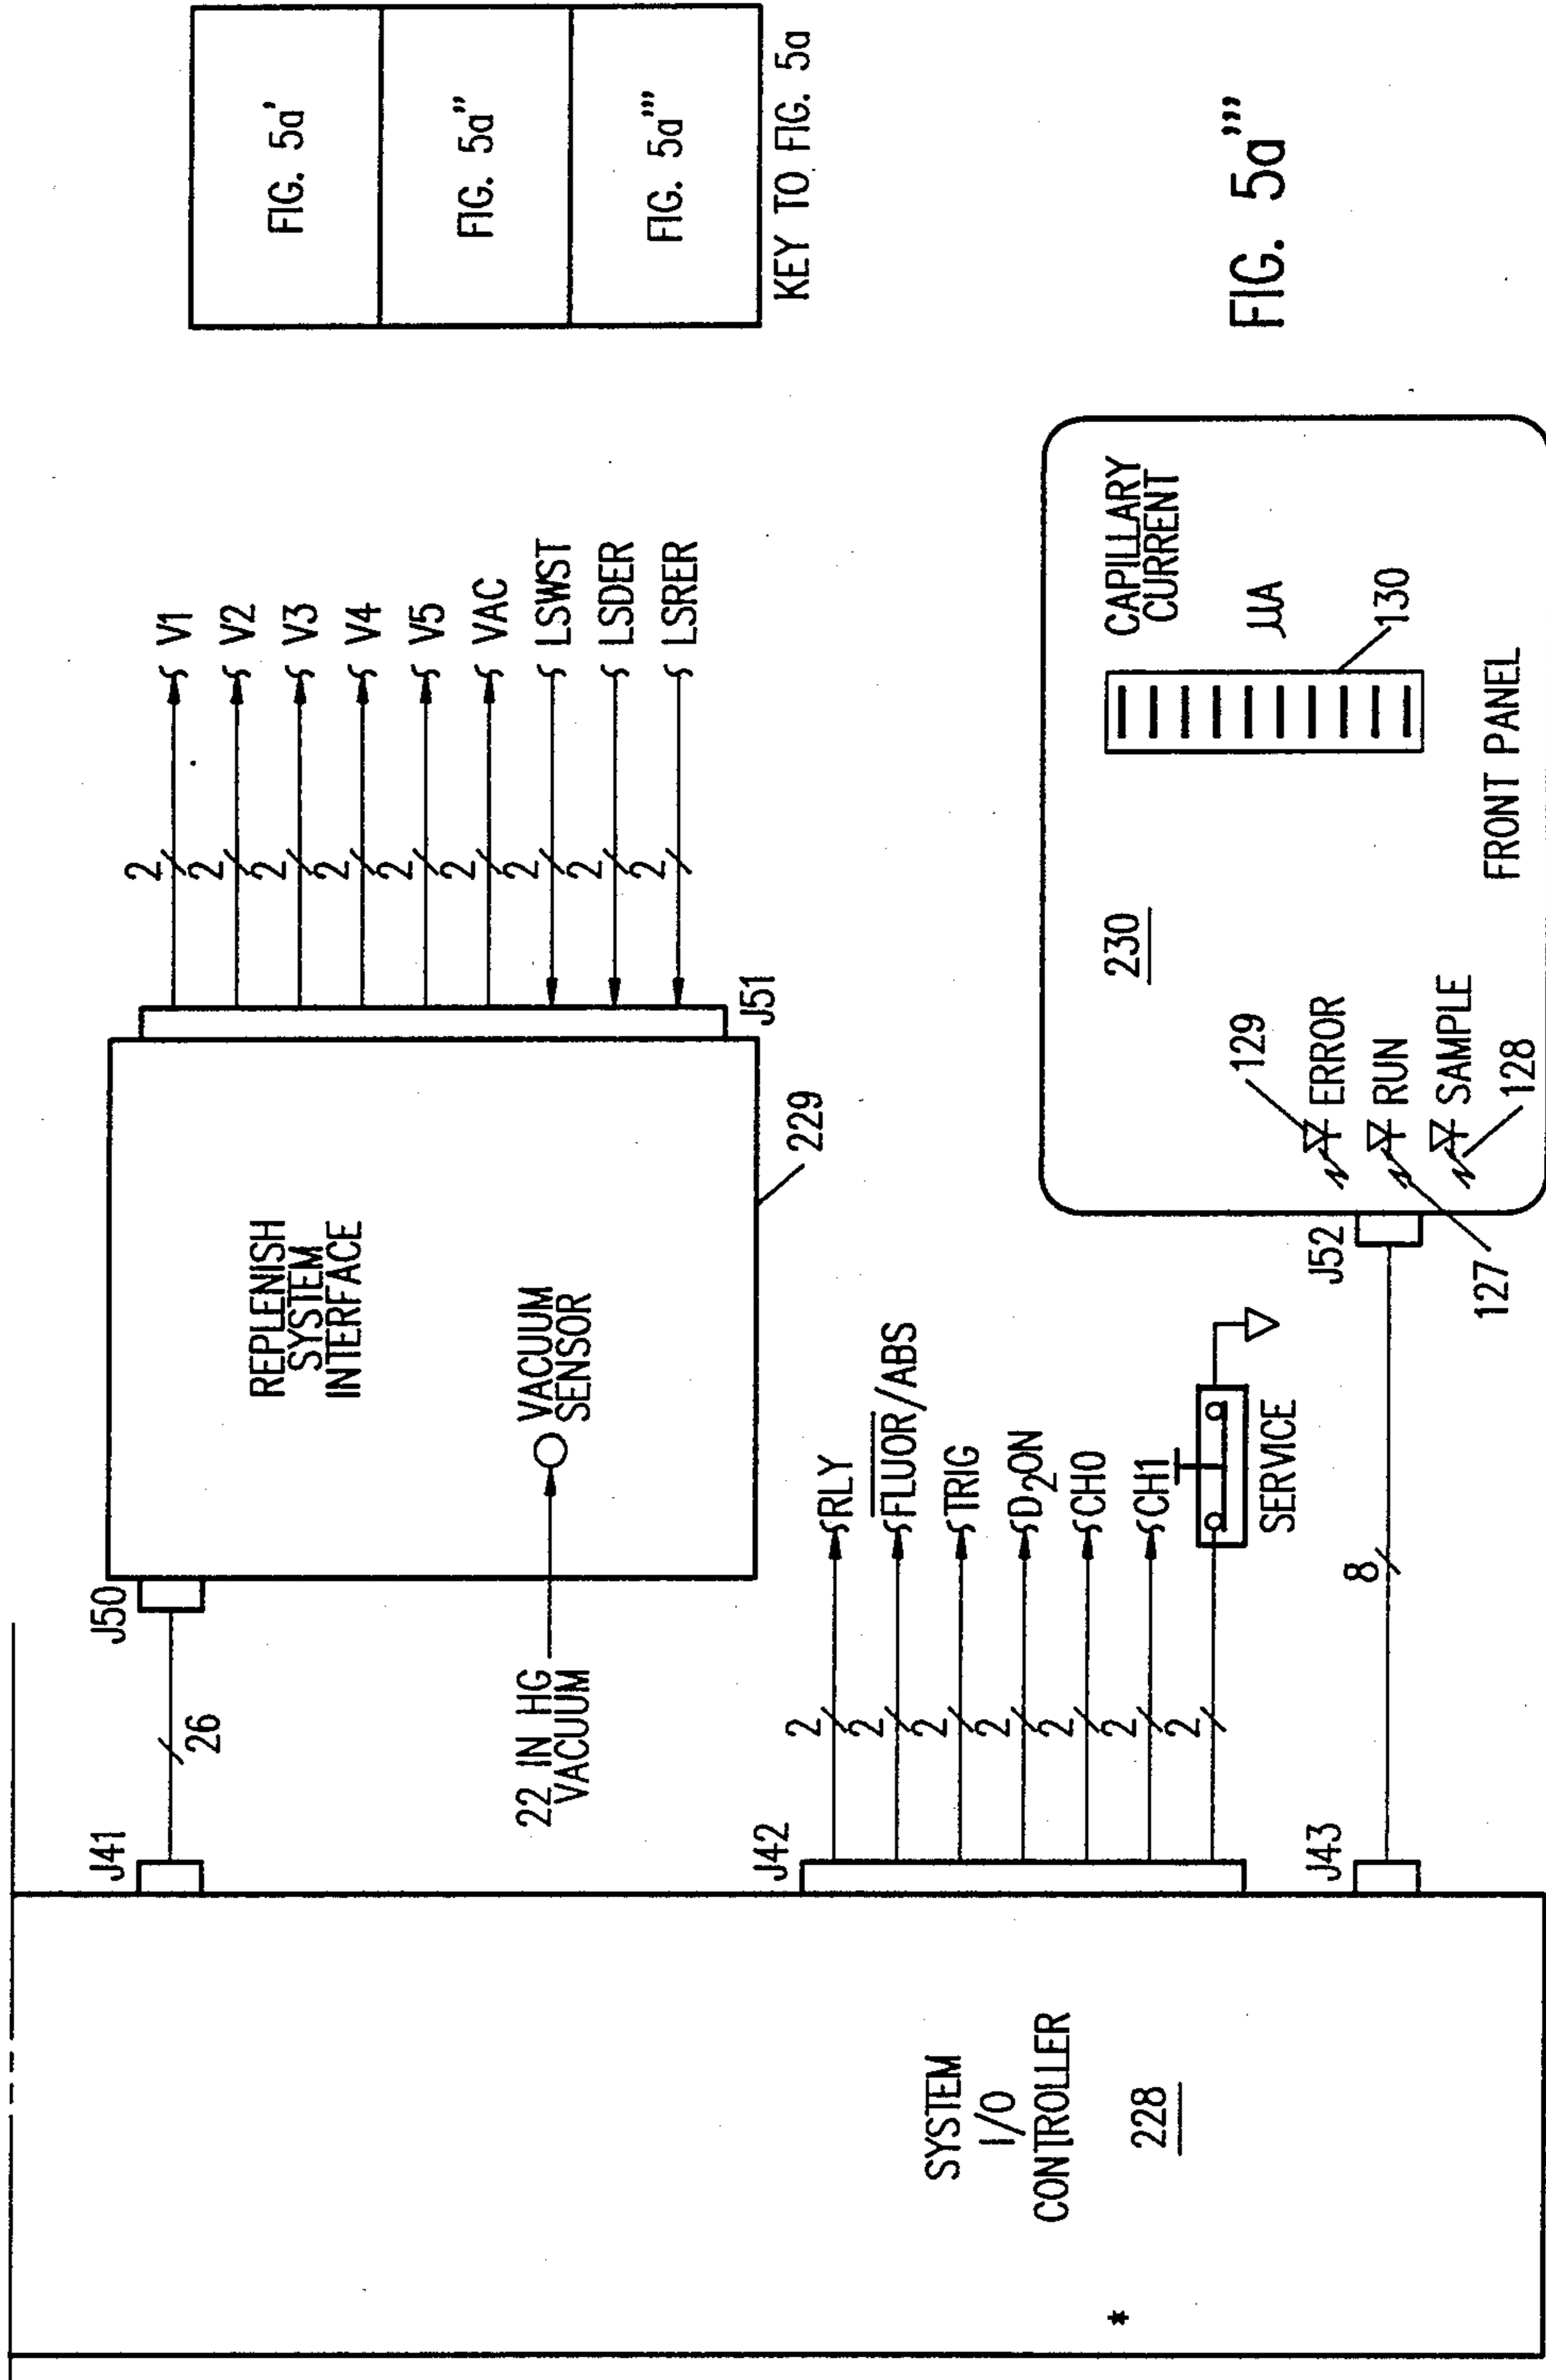 FIG. 5a'
FIG. 5a"
FIG. 5a'"
KEY TO FIG. 5a
J41
26
J50
REPLENISH
SYSTEM
INTERFACE
22 IN HG
VACUUM
VACUUM
SENSOR
229
J51
2
V1
2
V2
2
V3
2
V4
2
V5
2
VAC
2
LSWST
2
LSDER
2
LSRER
SYSTEM
I/O
CONTROLLER
228
*
J42
2
RLY
2
FLUOR/ABS
2
TRIG
2
D2ON
2
CH0
2
CH1
2
SERVICE
J43
8
J52
127
129
ERROR
RUN
SAMPLE
128
230
CAPILLARY
CURRENT
µA
130
FRONT PANEL
FIG. 5a'"